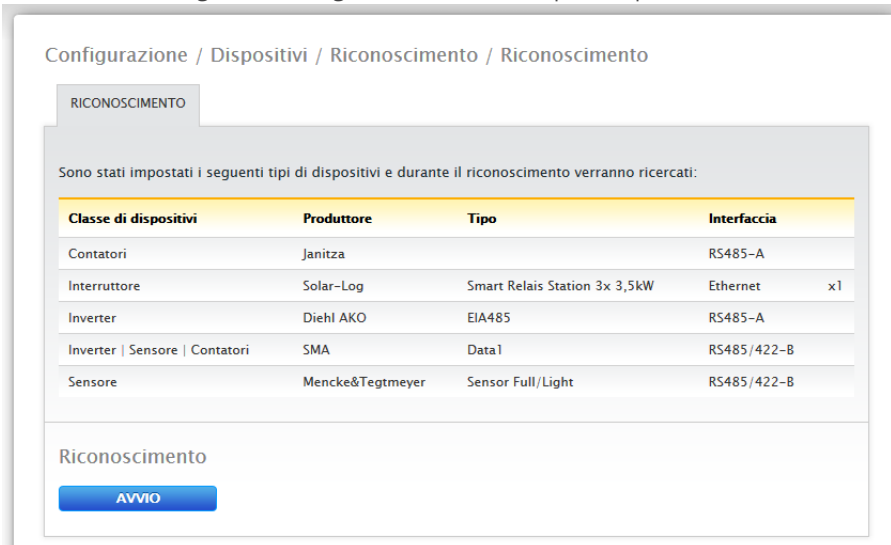 Configurazione / Dispositivi / Riconoscimento / Riconoscimento
RICONOSCIMENTO
Sono stati impostati i seguenti tipi di dispositivi e durante il riconoscimento verranno ricercati:
Classe di dispositivi Produttore Tipo Interfaccia
Contatori Janitza RS485-A
Interruttore Solar-Log Smart Relais Station 3x 3,5kW Ethernet x1
Inverter Diehl AKO EIA485 RS485-A
Inverter | Sensore | Contatori SMA Data1 RS485/422-B
Sensore Mencke&Tegtmeyer Sensor Full/Light RS485/422-B
Riconoscimento
AVVIO